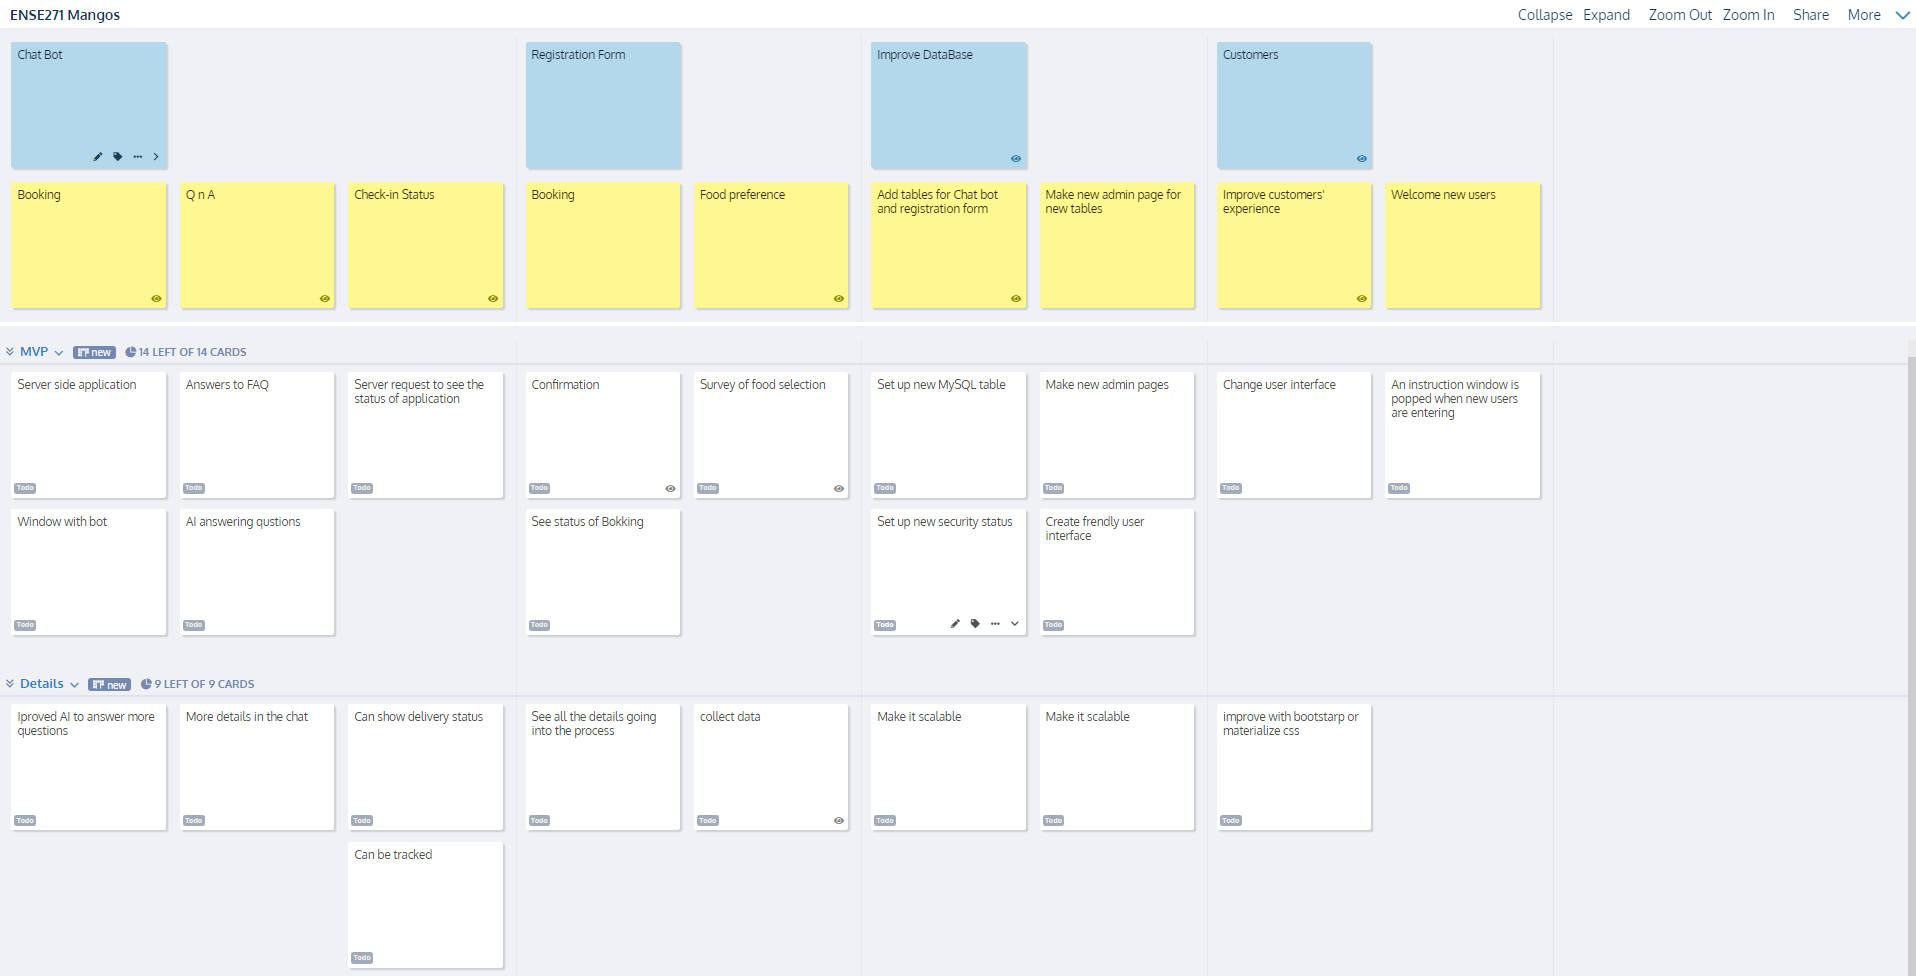 ENSE271 Mangos
Collapse Expand Zoom Out Zoom In Share More
Chat Bot
Registration Form
Improve DataBase
Customers
Booking
Q n A
Check-in Status
Booking
Food preference
Add tables for Chat bot
and registration form
Make new admin page for
new tables
Improve customers'
experience
Welcome new users
MVP new 14 LEFT OF 14 CARDS
Server side application
Todo
Answers to FAQ
Todo
Server request to see the
status of application
Todo
Confirmation
Todo
Survey of food selection
Todo
Set up new MySQL table
Todo
Make new admin pages
Todo
Change user interface
Todo
An instruction window is
popped when new users
are entering
Todo
Window with bot
Todo
AI answering qustions
Todo
See status of Bokking
Todo
Set up new security status
Todo
Create frendly user
interface
Todo
Details new 9 LEFT OF 9 CARDS
Iproved AI to answer more
questions
Todo
More details in the chat
Todo
Can show delivery status
Todo
See all the details going
into the process
Todo
collect data
Todo
Make it scalable
Todo
Make it scalable
Todo
improve with bootstarp or
materialize css
Todo
Can be tracked
Todo